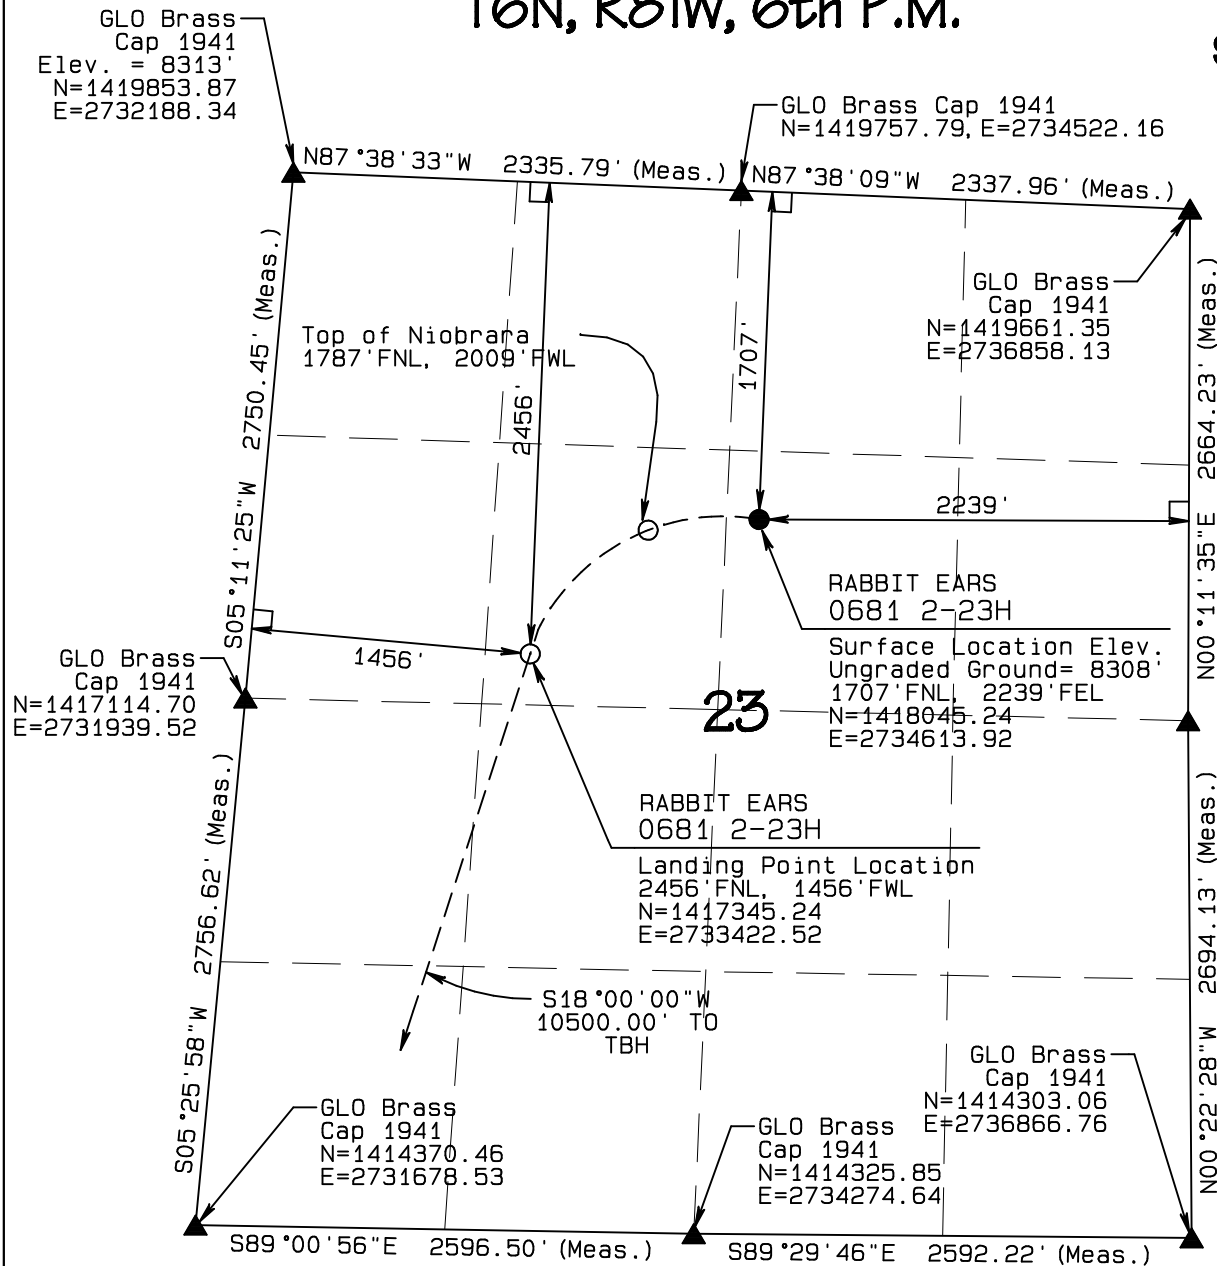 T6N, R81W, 6th P.M.
GLO Brass
Cap 1941
Elev. = 8313'
N=1419853.87
E=2732188.34
GLO Brass Cap 1941
N=1419757.79, E=2734522.16
N87°38'33"W 2335.79' (Meas.)
N87°38'09"W 2337.96' (Meas.)
GLO Brass
Cap 1941
N=1419661.35
E=2736858.13
Top of Niobrara
1787'FNL, 2009'FWL
S05°11'25"W 2750.45' (Meas.)
2456'
1707'
2239'
N00°11'35"E 2664.23' (Meas.)
RABBIT EARS
0681 2-23H
Surface Location Elev.
Ungraded Ground= 8308'
1707'FNL, 2239'FEL
N=1418045.24
E=2734613.92
1456'
GLO Brass
Cap 1941
N=1417114.70
E=2731939.52
23
RABBIT EARS
0681 2-23H
Landing Point Location
2456'FNL, 1456'FWL
N=1417345.24
E=2733422.52
S05°25'58"W 2756.62' (Meas.)
N00°22'28"W 2694.13' (Meas.)
S18°00'00"W
10500.00' TO
TBH
GLO Brass
Cap 1941
N=1414370.46
E=2731678.53
GLO Brass
Cap 1941
N=1414325.85
E=2734274.64
GLO Brass
Cap 1941
N=1414303.06
E=2736866.76
S89°00'56"E 2596.50' (Meas.)
S89°29'46"E 2592.22' (Meas.)